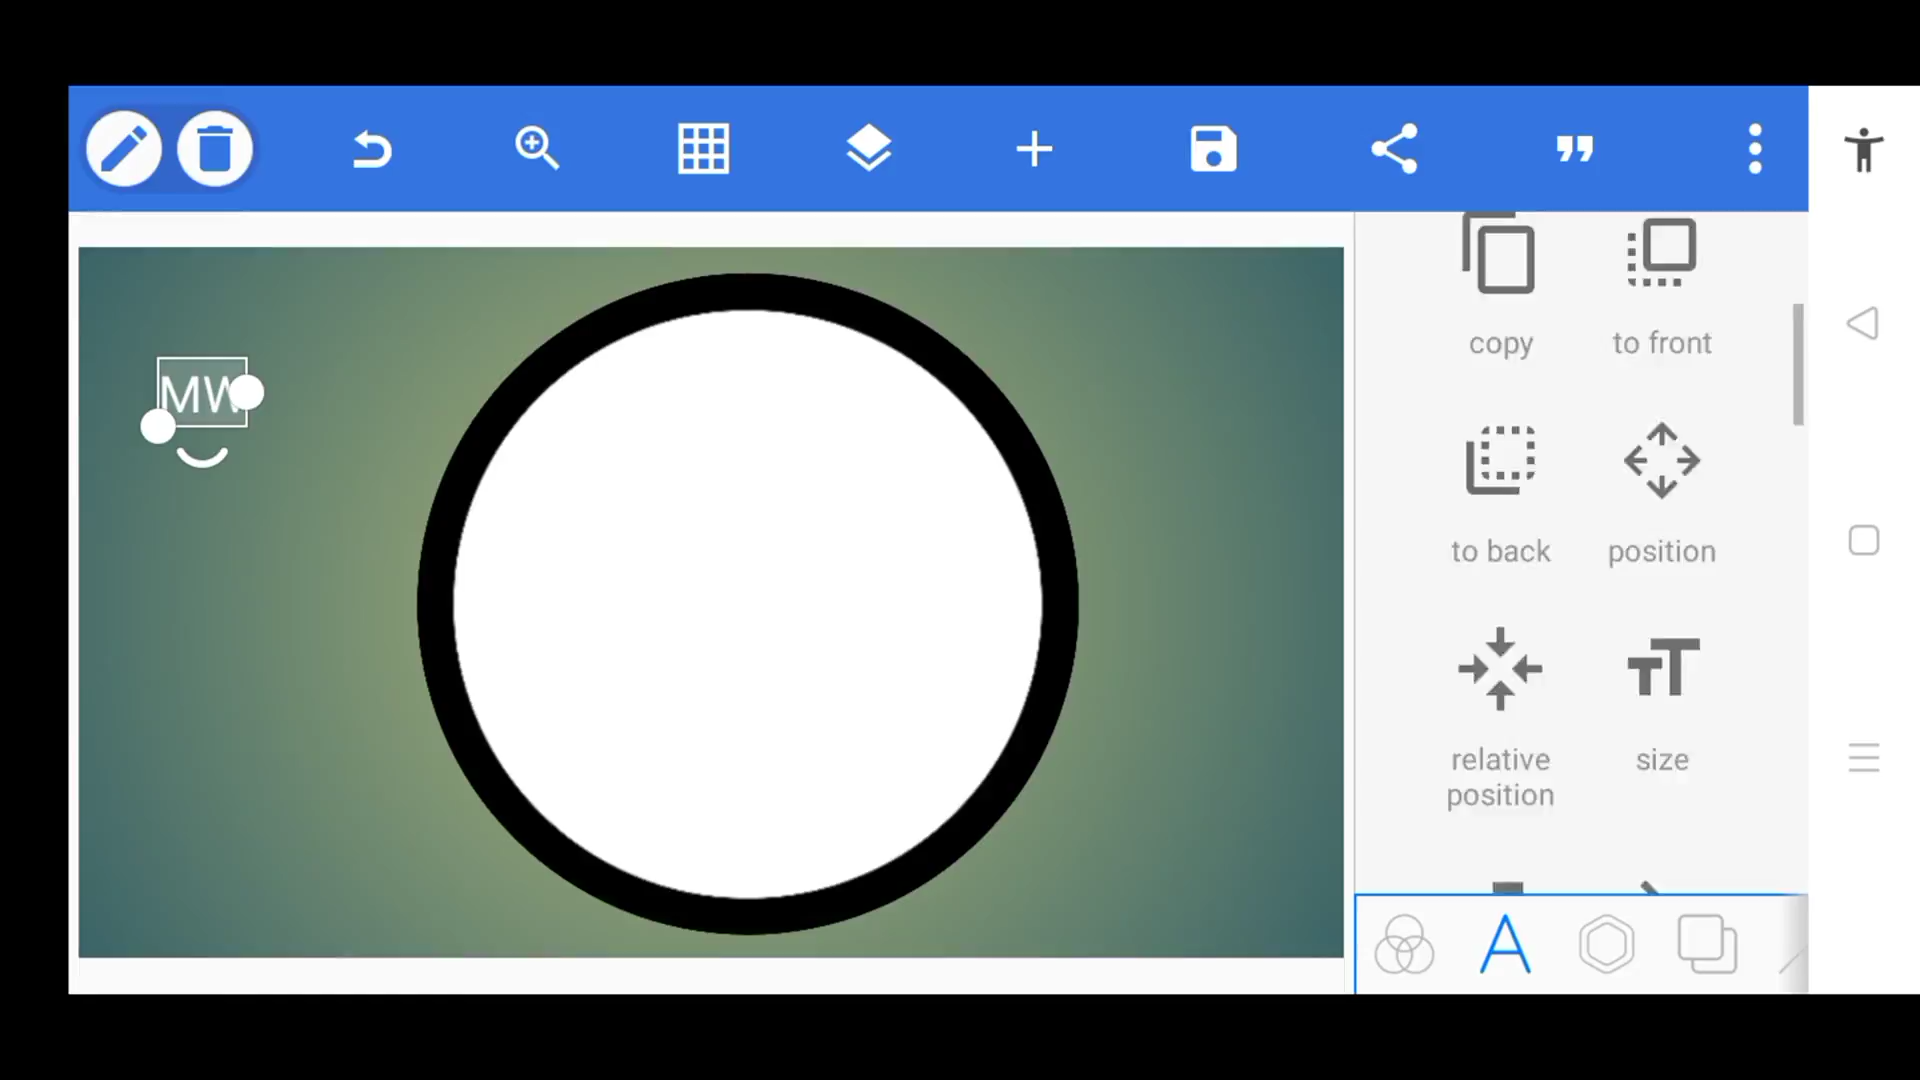 MW
copy
to front
to back
position
relative
position
size